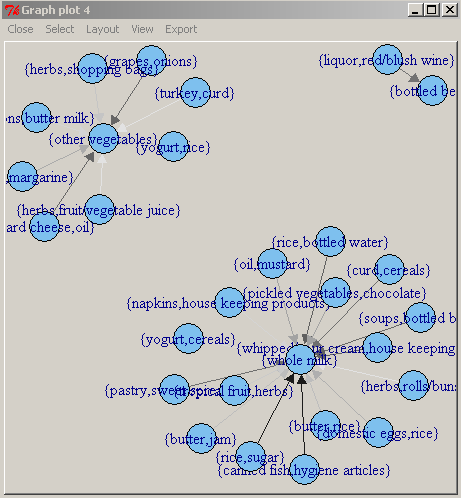 Graph plot 4
Close Select Layout View Export
{grapes,onions}
{liquor,red/blush wine}
{herbs,shopping bags}
{bottled be
{turkey,curd}
ons,butter milk}
{other vegetables}
{yogurt,rice}
margarine}
{herbs,fruit/vegetable juice}
ard cheese,oil}
{rice,bottled water}
{oil,mustard}
{curd,cereals}
{pickled vegetables,chocolate}
{napkins,house keeping products}
{soups,bottled b
{yogurt,cereals}
{whipped/sour cream,house keeping
{whole milk}
{herbs,rolls/buns
{pastry,sweet spreads}
{tropical fruit,herbs}
{butter,rice}
{domestic eggs,rice}
{butter,jam}
{rice,sugar}
{canned fish,hygiene articles}